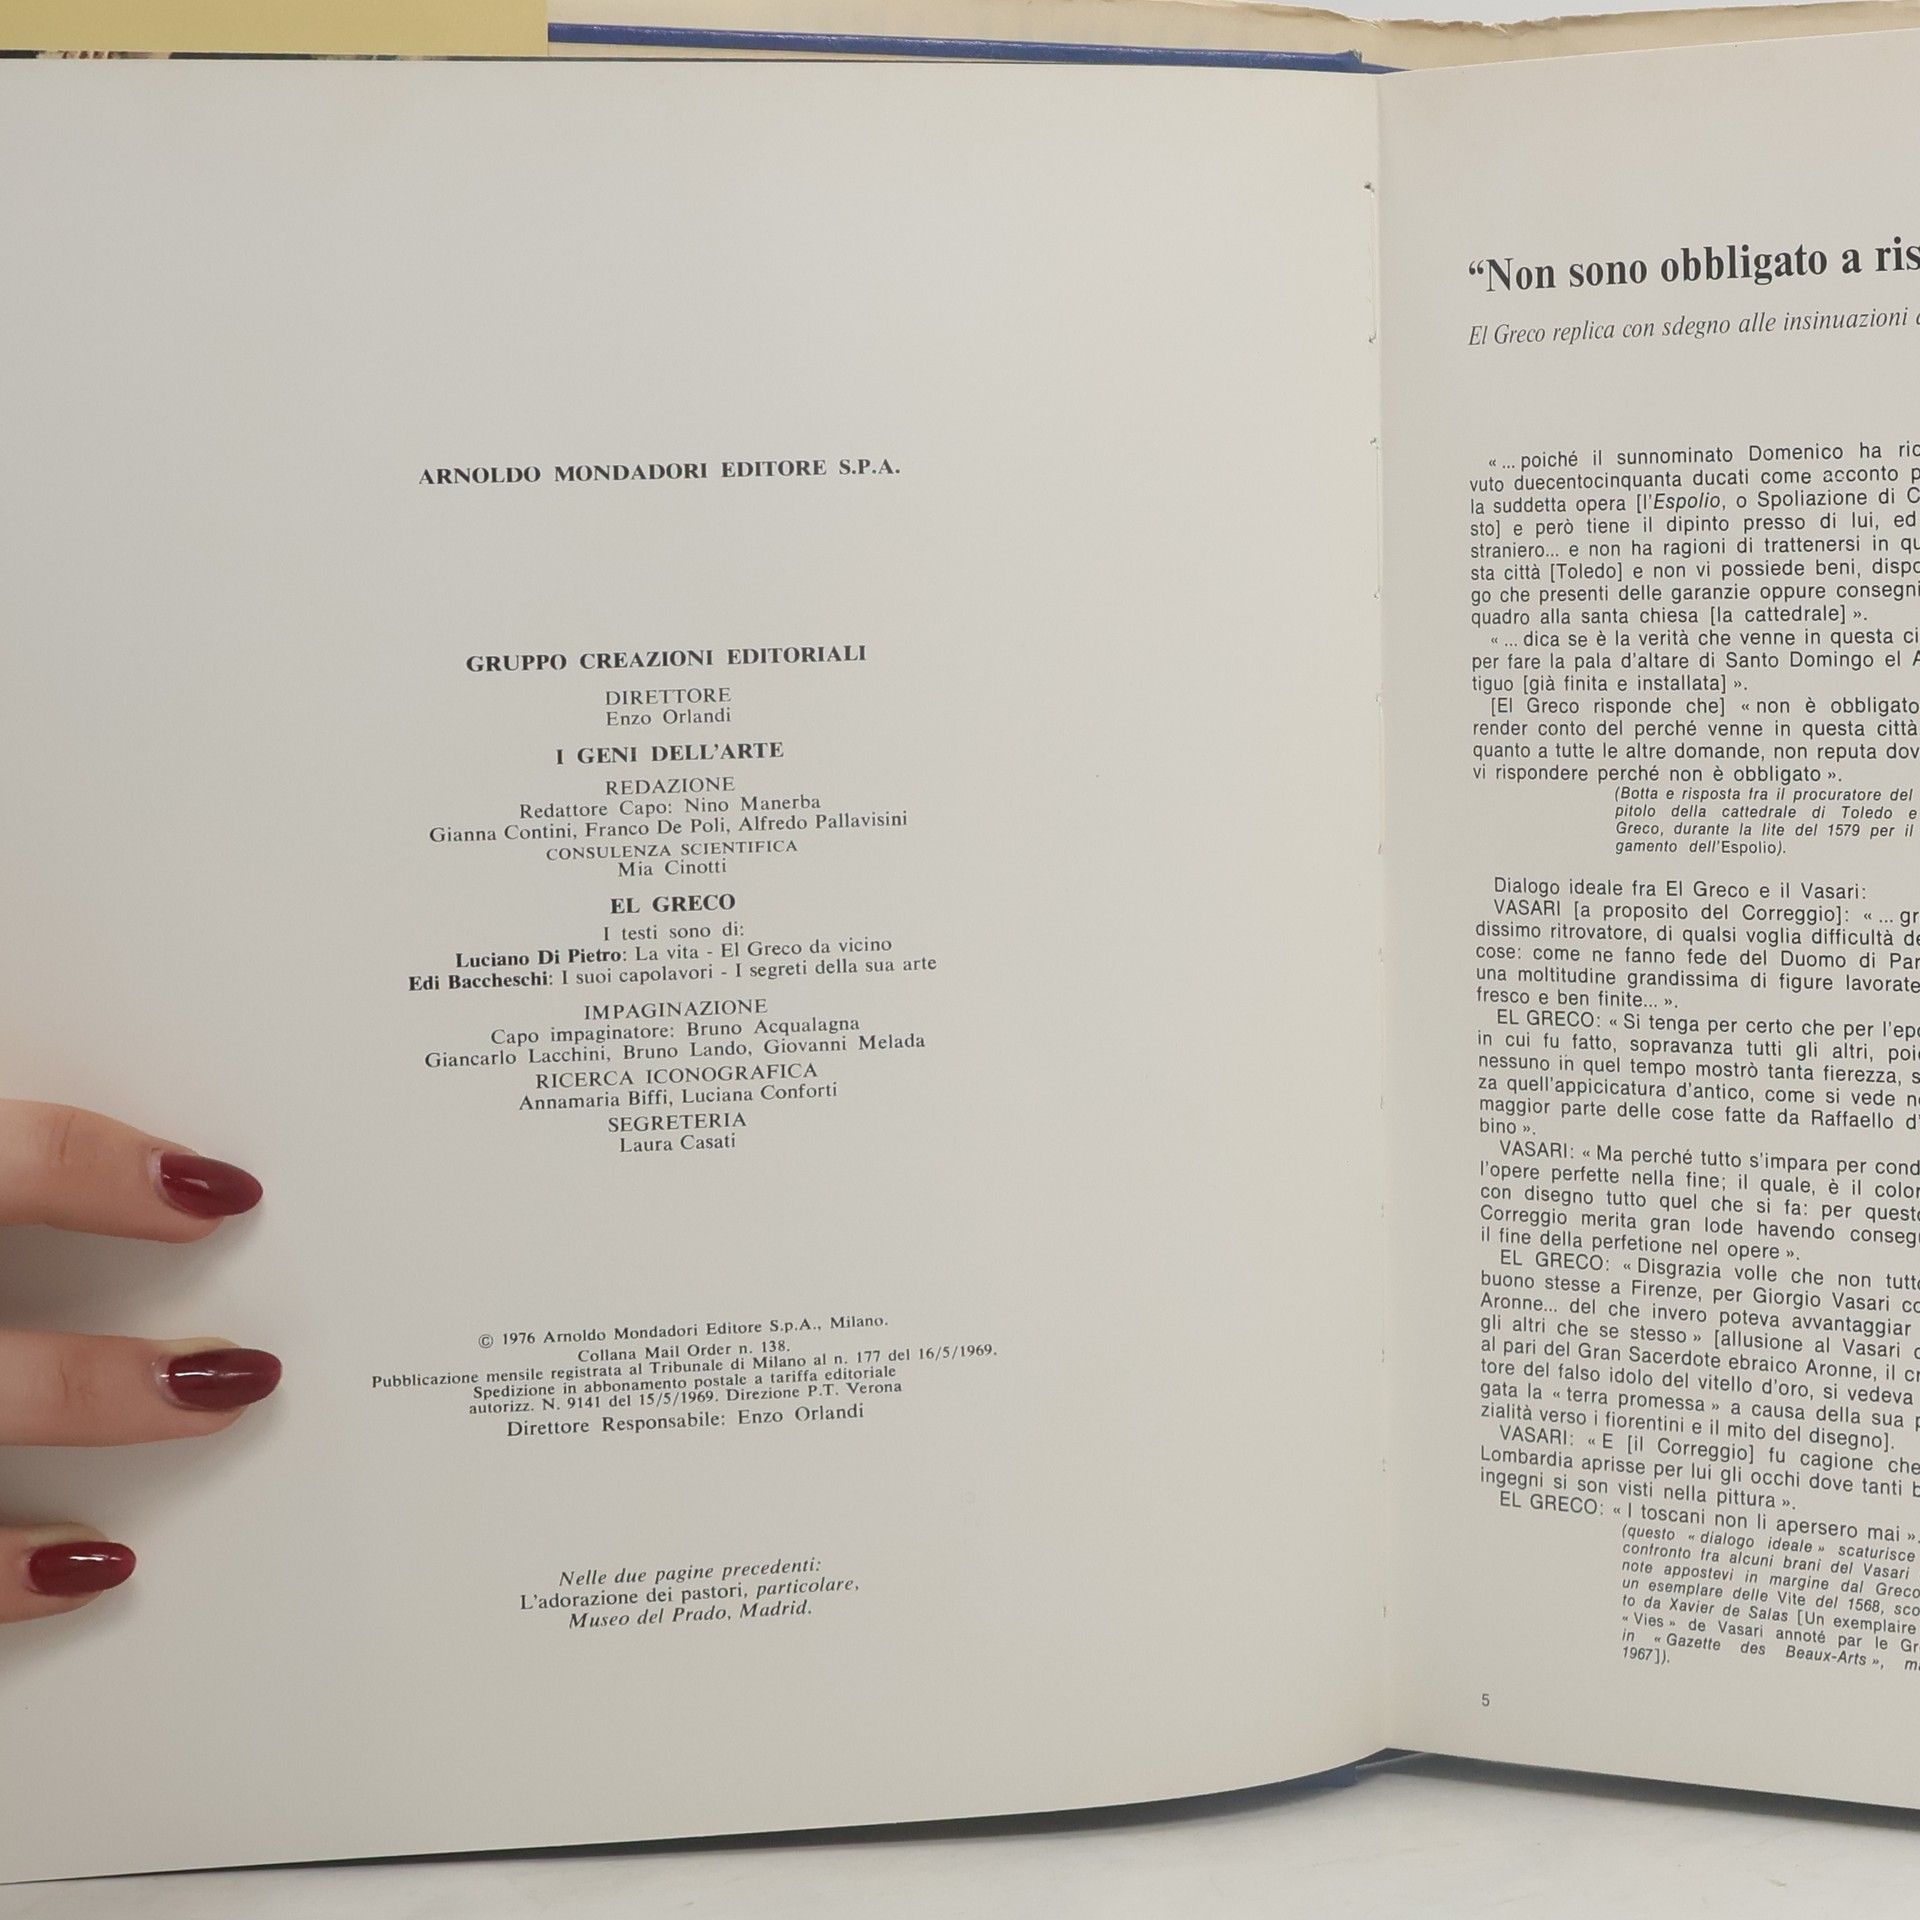 ARNOLDO MONDADORI EDITORE S.P.A.
GRUPPO CREAZIONI EDITORIALI
DIRETTORE
Enzo Orlandi
I GENI DELL'ARTE
REDAZIONE
Redattore Capo: Nino Manerba
Gianna Contini, Franco De Poli, Alfredo Pallavisini
CONSULENZA SCIENTIFICA
Mia Cinotti
EL GRECO
I testi sono di:
Luciano Di Pietro: La vita - El Greco da vicino
Edi Baccheschi: I suoi capolavori - I segreti della sua arte
IMPAGINAZIONE
Capo impaginatore: Bruno Acqualagna
Giancarlo Lacchini, Bruno Lando, Giovanni Melada
RICERCA ICONOGRAFICA
Annamaria Biffi, Luciana Conforti
SEGRETERIA
Laura Casati
© 1976 Arnoldo Mondadori Editore S.p.A., Milano.
Collana Mail Order n. 138.
Pubblicazione mensile registrata al Tribunale di Milano al n. 177 del 16/5/1969.
Spedizione in abbonamento postale a tariffa editoriale
autorizz. N. 9141 del 15/5/1969. Direzione P.T. Verona
Direttore Responsabile: Enzo Orlandi
Nelle due pagine precedenti:
L'adorazione dei pastori, particolare,
Museo del Prado, Madrid.
“Non sono obbligato a ris
El Greco replica con sdegno alle insinuazioni
« ... poiché il sunnominato Domenico ha ric
vuto duecentocinquanta ducati come acconto p
la suddetta opera [l'Espolio, o Spoliazione di C
sto] e però tiene il dipinto presso di lui, ed
straniero... e non ha ragioni di trattenersi in qu
sta città [Toledo] e non vi possiede beni, dispo
go che presenti delle garanzie oppure consegni
quadro alla santa chiesa [la cattedrale] ».
« ... dica se è la verità che venne in questa ci
per fare la pala d'altare di Santo Domingo el A
tiguo [già finita e installata] ».
[El Greco risponde che] « non è obbligato
render conto del perché venne in questa città
quanto a tutte le altre domande, non reputa dov
vi rispondere perché non è obbligato ».
(Botta e risposta fra il procuratore del
pitolo della cattedrale di Toledo e
Greco, durante la lite del 1579 per il
gamento dell'Espolio).
Dialogo ideale fra El Greco e il Vasari:
VASARI [a proposito del Correggio]: « ... gr
dissimo ritrovatore, di qualsi voglia difficultà de
cose: come ne fanno fede del Duomo di Par
una moltitudine grandissima di figure lavorate
fresco e ben finite... ».
EL GRECO: « Si tenga per certo che per l'epo
in cui fu fatto, sopravanza tutti gli altri, poi
nessuno in quel tempo mostrò tanta fierezza, s
za quell'appicicatura d'antico, come si vede ne
maggior parte delle cose fatte da Raffaello d'
bino ».
VASARI: « Ma perché tutto s'impara per cond
l'opere perfette nella fine; il quale, è il color
con disegno tutto quel che si fa: per questo
Correggio merita gran lode havendo consegu
il fine della perfetione nel opere ».
EL GRECO: « Disgrazia volle che non tutto
buono stesse a Firenze, per Giorgio Vasari co
Aronne... del che invero poteva avvantaggiar
gli altri che se stesso » [allusione al Vasari c
al pari del Gran Sacerdote ebraico Aronne, il cr
tore del falso idolo del vitello d'oro, si vedeva
gata la « terra promessa » a causa della sua p
zialità verso i fiorentini e il mito del disegno].
VASARI: « E [il Correggio] fu cagione che
Lombardia aprisse per lui gli occhi dove tanti b
ingegni si son visti nella pittura ».
EL GRECO: « I toscani non li apersero mai ».
(questo « dialogo ideale » scaturisce
confronto fra alcuni brani del Vasari
note appostevi in margine dal Greco
un esemplare delle Vite del 1568, sco
to da Xavier de Salas [Un exemplaire
« Vies » de Vasari annoté par le Gr
in « Gazette des Beaux-Arts », ma
1967]).
5